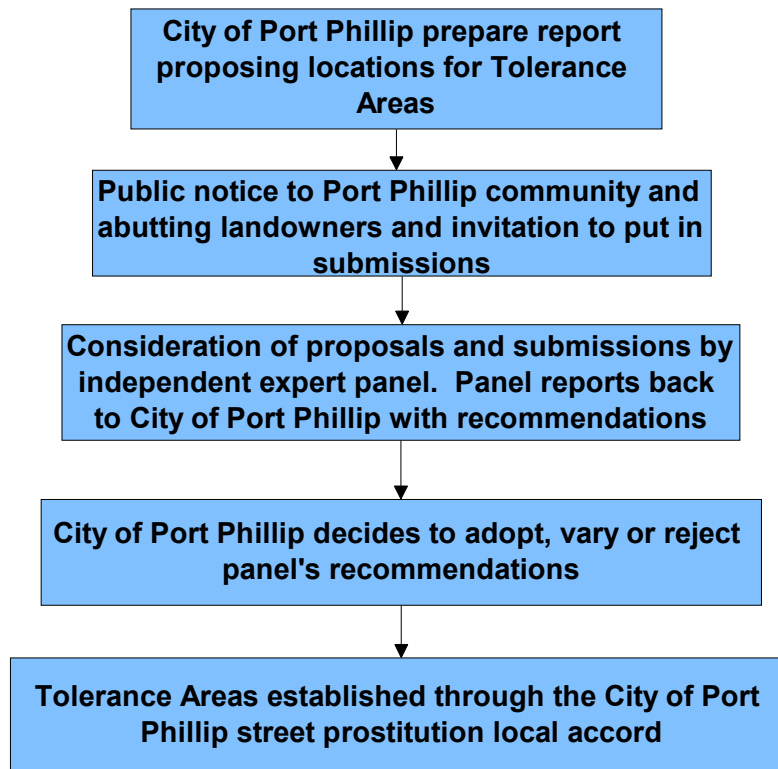 City of Port Phillip prepare report
proposing locations for Tolerance
Areas
Public notice to Port Phillip community and
abutting landowners and invitation to put in
submissions
Consideration of proposals and submissions by
independent expert panel.  Panel reports back
to City of Port Phillip with recommendations
City of Port Phillip decides to adopt, vary or reject
panel's recommendations
Tolerance Areas established through the City of Port
Phillip street prostitution local accord